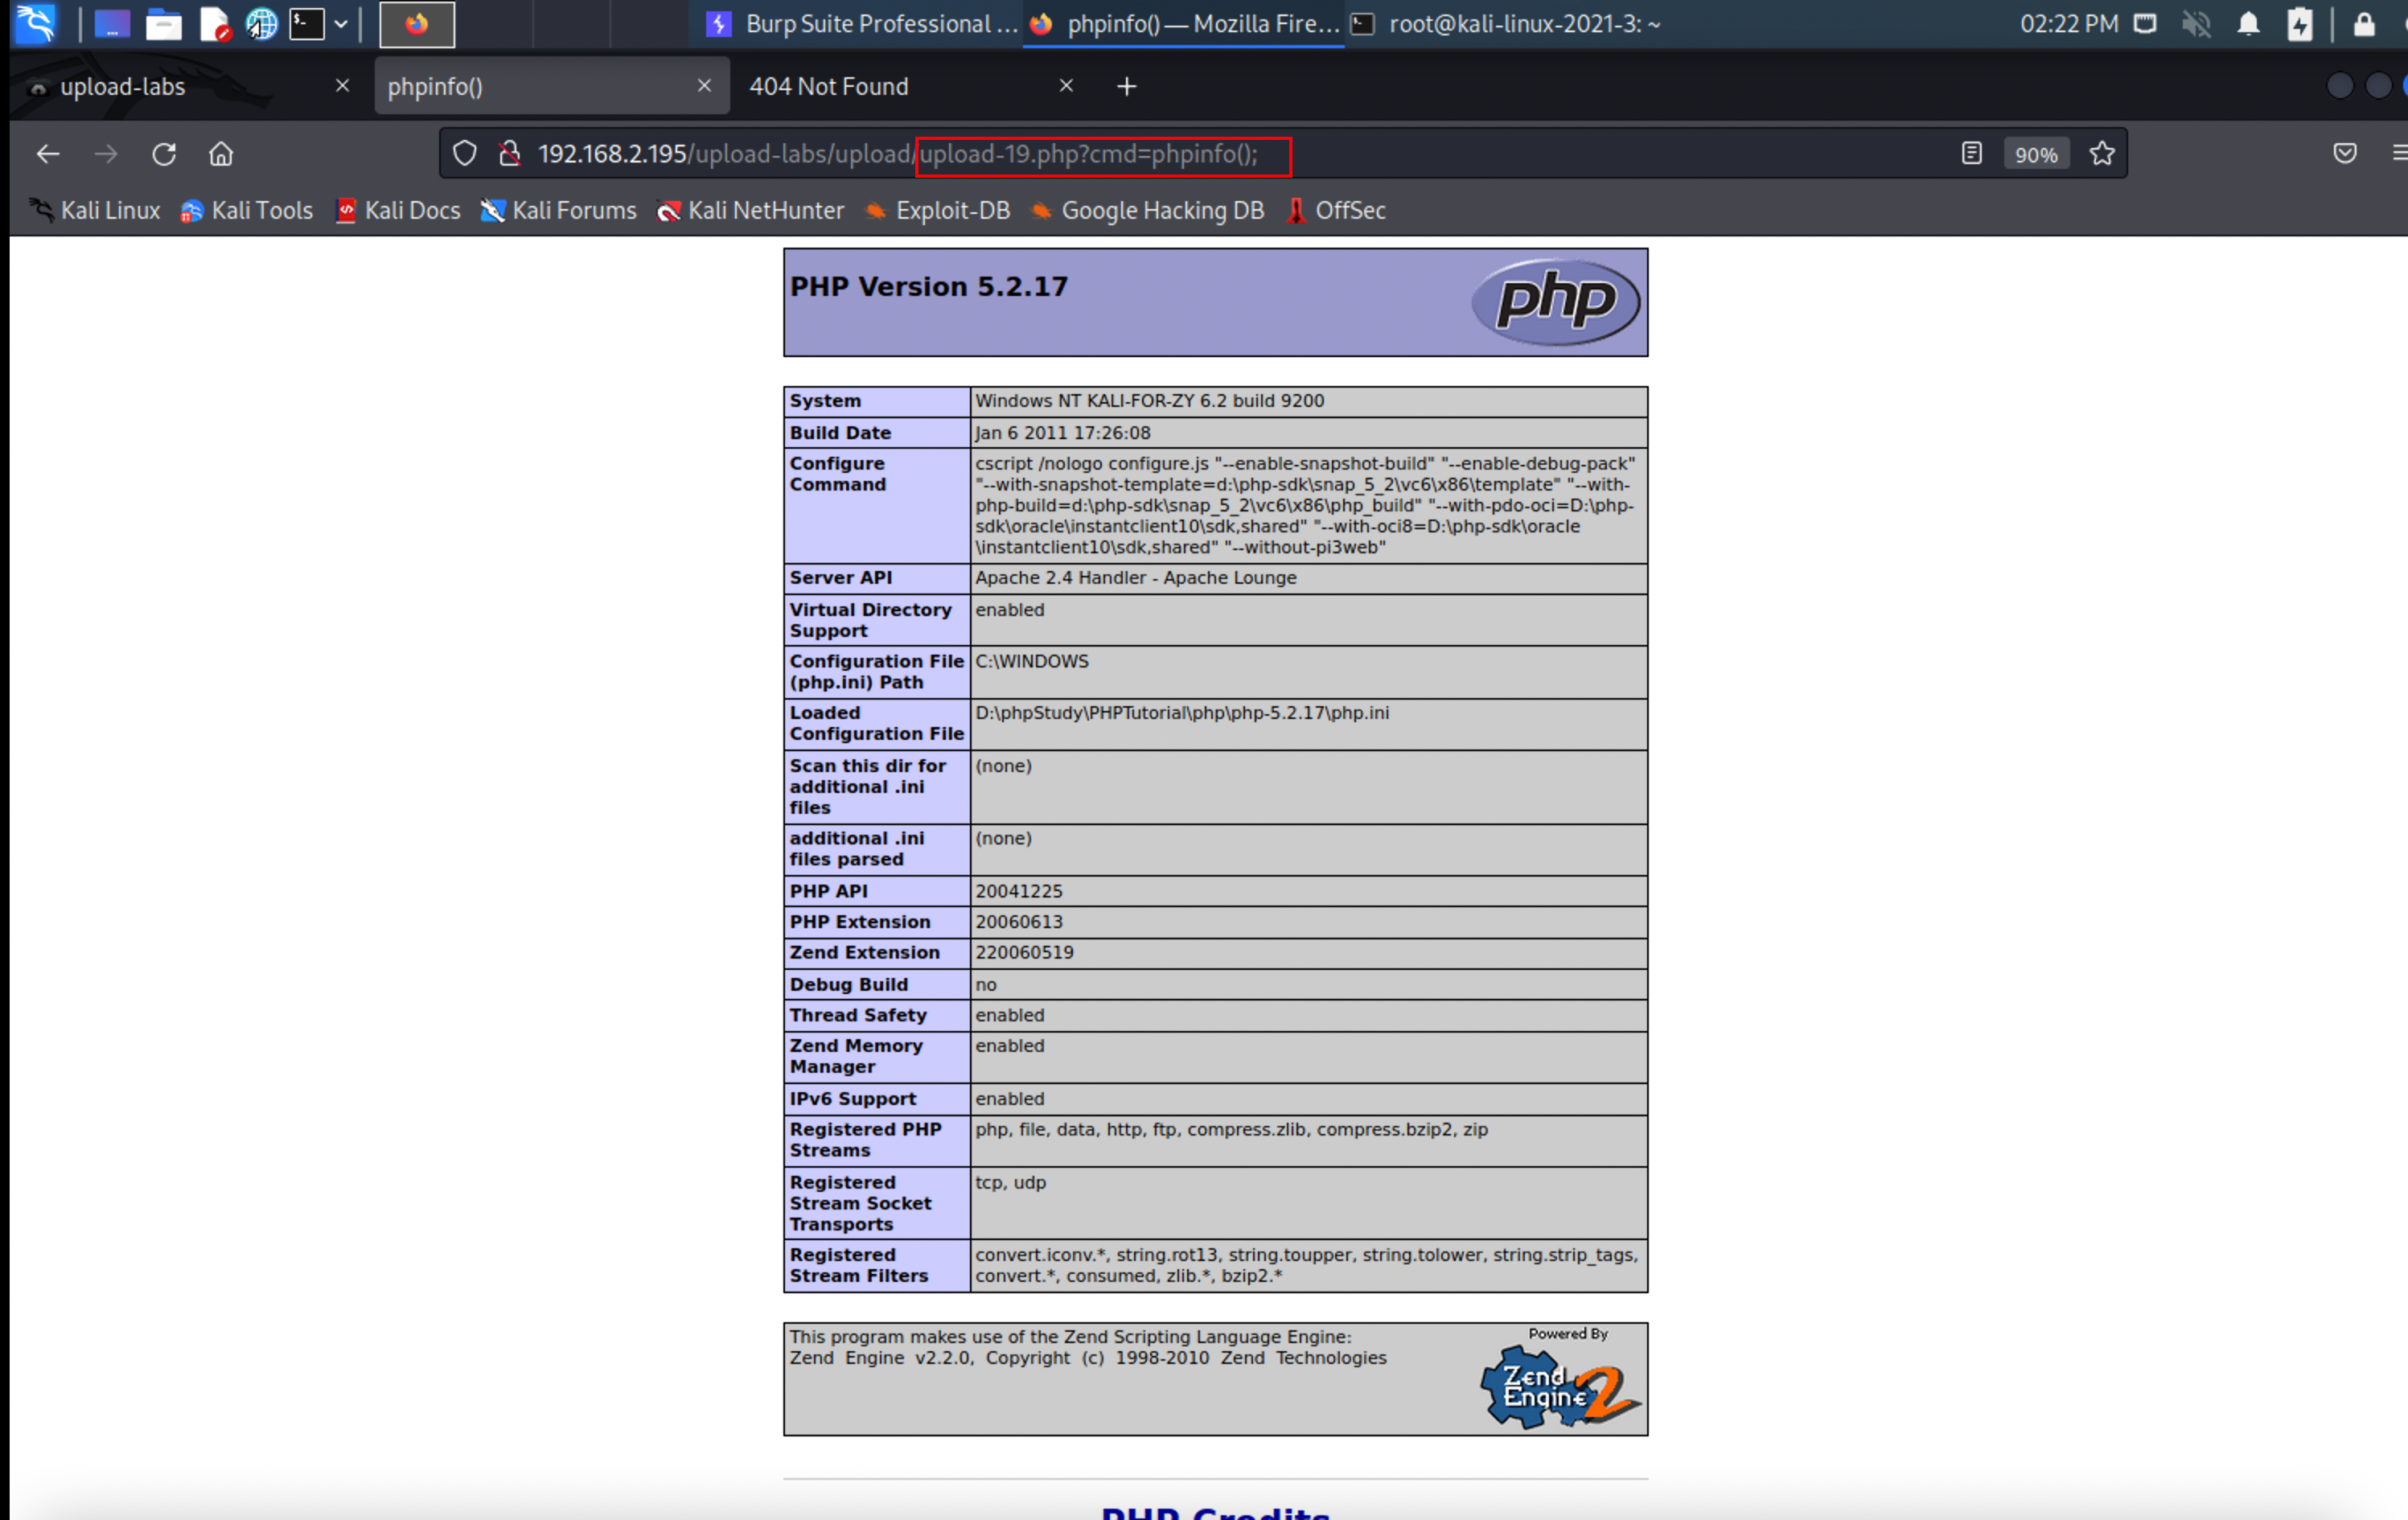 Burp Suite Professional ...
phpinfo() — Mozilla Fire...
root@kali-linux-2021-3: ~
02:22 PM
upload-labs
phpinfo()
404 Not Found
192.168.2.195/upload-labs/upload/upload-19.php?cmd=phpinfo();
90%
Kali Linux
Kali Tools
Kali Docs
Kali Forums
Kali NetHunter
Exploit-DB
Google Hacking DB
OffSec
PHP Version 5.2.17
php
System
Windows NT KALI-FOR-ZY 6.2 build 9200
Build Date
Jan 6 2011 17:26:08
Configure
Command
cscript /nologo configure.js "--enable-snapshot-build" "--enable-debug-pack"
"--with-snapshot-template=d:\php-sdk\snap_5_2\vc6\x86\template" "--with-
php-build=d:\php-sdk\snap_5_2\vc6\x86\php_build" "--with-pdo-oci=D:\php-
sdk\oracle\instantclient10\sdk,shared" "--with-oci8=D:\php-sdk\oracle
\instantclient10\sdk,shared" "--without-pi3web"
Server API
Apache 2.4 Handler - Apache Lounge
Virtual Directory
Support
enabled
Configuration File
(php.ini) Path
C:\WINDOWS
Loaded
Configuration File
D:\phpStudy\PHPTutorial\php\php-5.2.17\php.ini
Scan this dir for
additional .ini
files
(none)
additional .ini
files parsed
(none)
PHP API
20041225
PHP Extension
20060613
Zend Extension
220060519
Debug Build
no
Thread Safety
enabled
Zend Memory
Manager
enabled
IPv6 Support
enabled
Registered PHP
Streams
php, file, data, http, ftp, compress.zlib, compress.bzip2, zip
Registered
Stream Socket
Transports
tcp, udp
Registered
Stream Filters
convert.iconv.*, string.rot13, string.toupper, string.tolower, string.strip_tags,
convert.*, consumed, zlib.*, bzip2.*
This program makes use of the Zend Scripting Language Engine:
Zend Engine v2.2.0, Copyright (c) 1998-2010 Zend Technologies
Powered By
Zend
Engine 2
PHP Credits